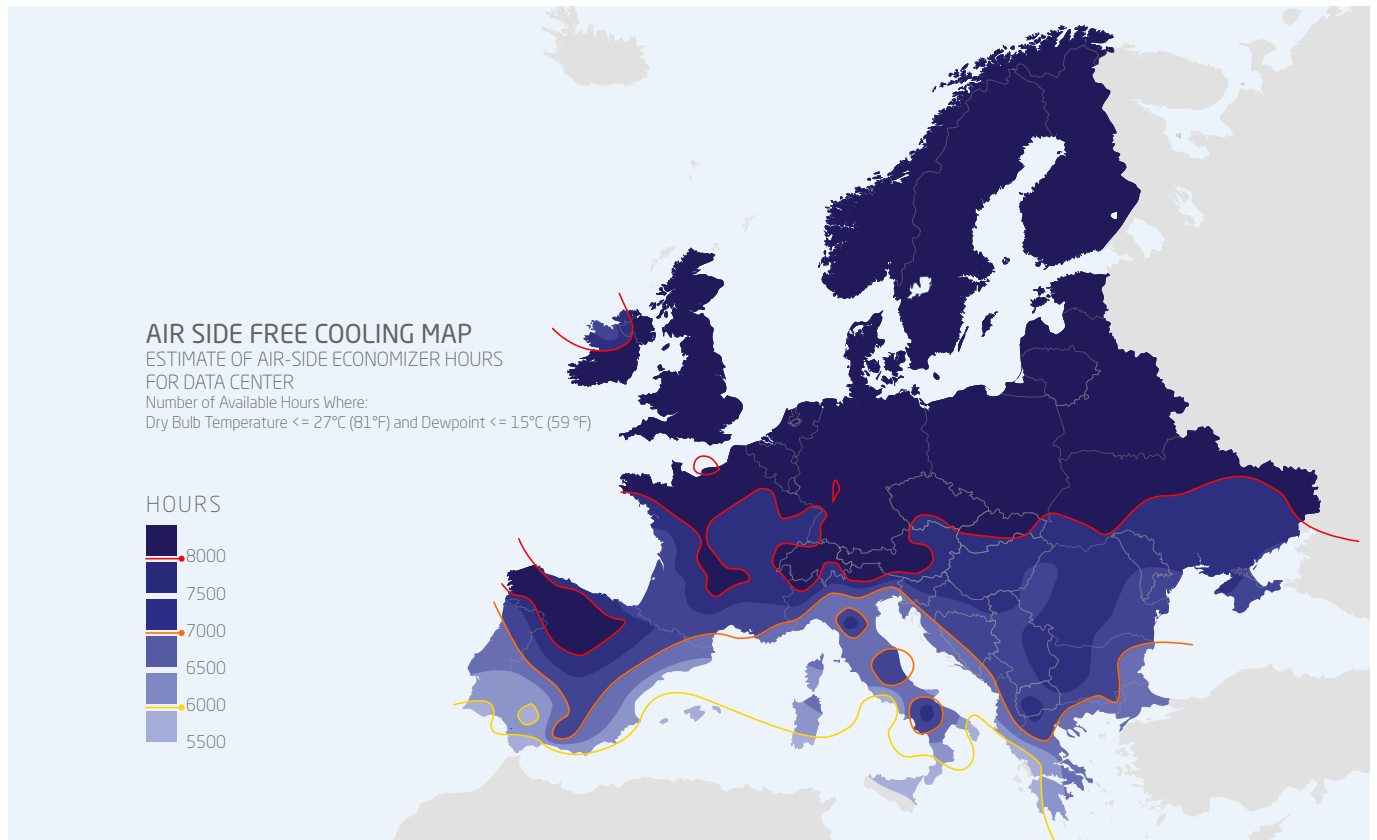 AIR SIDE FREE COOLING MAP
ESTIMATE OF AIR-SIDE ECONOMIZER HOURS
FOR DATA CENTER
Number of Available Hours Where:
Dry Bulb Temperature <= 27°C (81°F) and Dewpoint <= 15°C (59 °F)
HOURS
8000
7500
7000
6500
6000
5500